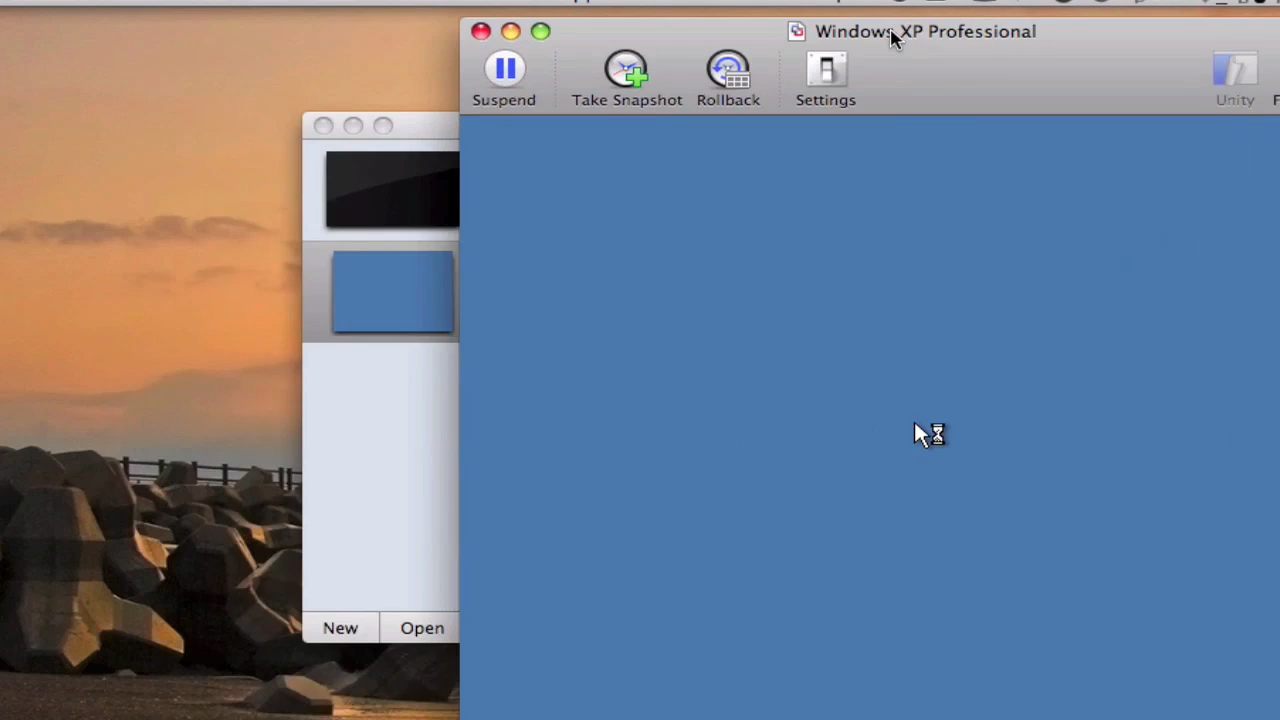 Windows XP Professional
Suspend
Take Snapshot
Rollback
Settings
Unity
New
Open